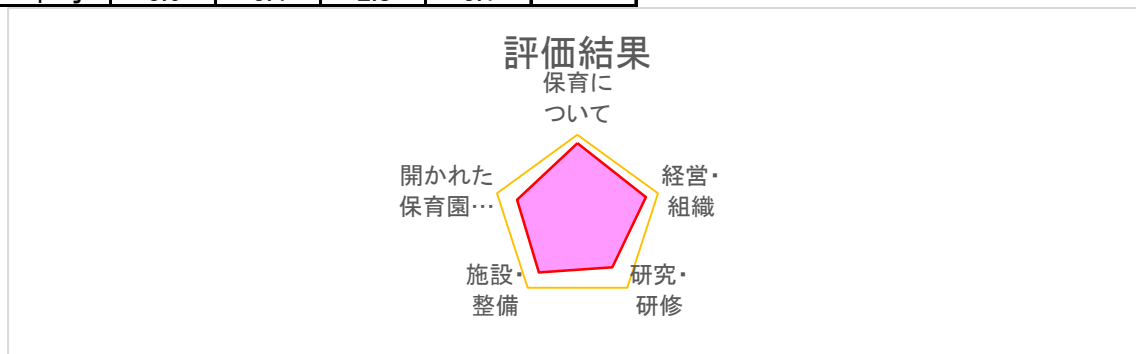 評価結果
保育に
ついて
経営・
組織
研究・
研修
施設・
整備
開かれた
保育園…